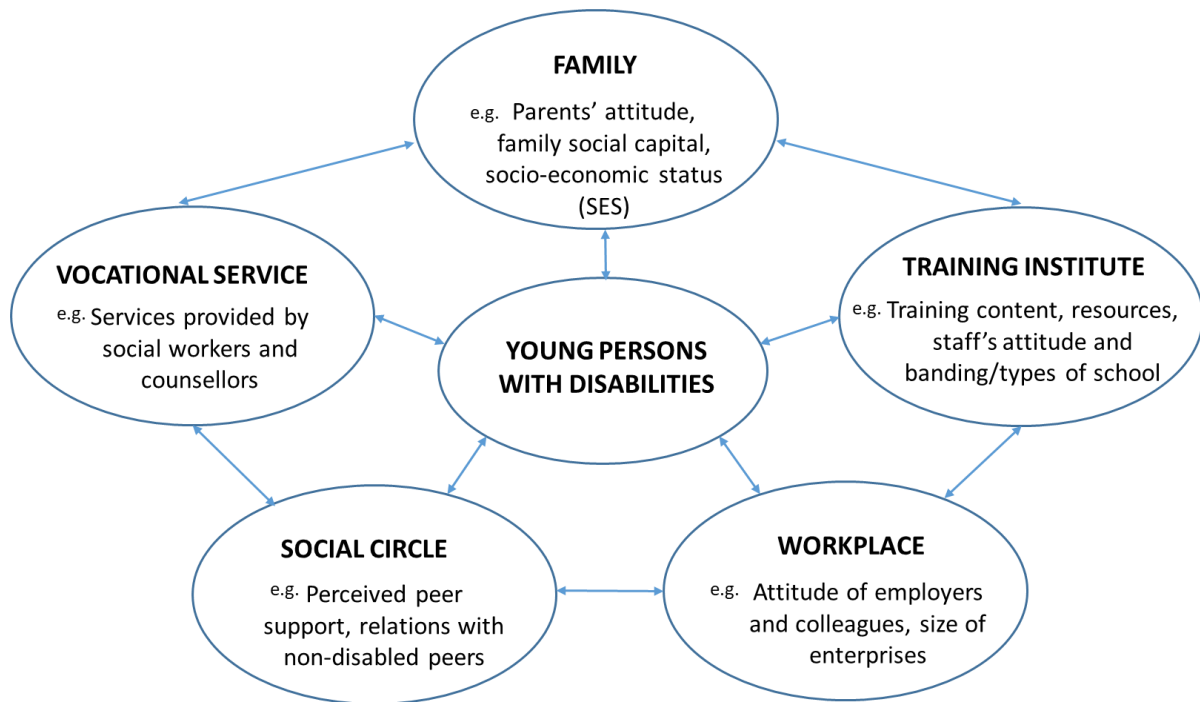 FAMILY
e.g. Parents’ attitude,
family social capital,
socio-economic status
(SES)
VOCATIONAL SERVICE
e.g. Services provided by
social workers and
counsellors
TRAINING INSTITUTE
e.g. Training content, resources,
staff’s attitude and
banding/types of school
YOUNG PERSONS
WITH DISABILITIES
SOCIAL CIRCLE
e.g. Perceived peer
support, relations with
non-disabled peers
WORKPLACE
e.g. Attitude of employers
and colleagues, size of
enterprises